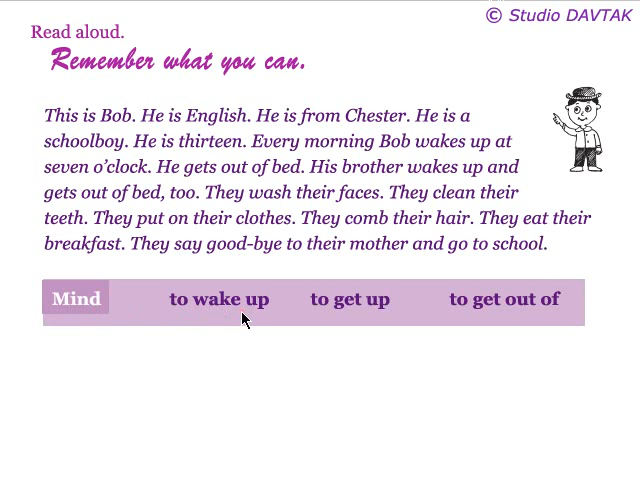 © Studio DAVTAK
Read aloud.
Remember what you can.
This is Bob. He is English. He is from Chester. He is a
schoolboy. He is thirteen. Every morning Bob wakes up at
seven o’clock. He gets out of bed. His brother wakes up and
gets out of bed, too. They wash their faces. They clean their
teeth. They put on their clothes. They comb their hair. They eat their
breakfast. They say good-bye to their mother and go to school.
Mind to wake up to get up to get out of